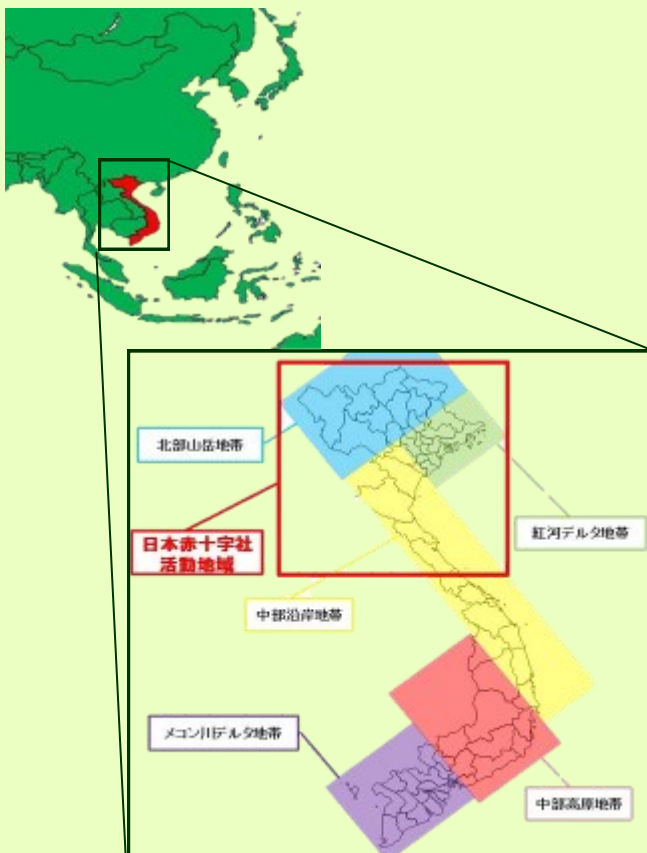 北部山岳地帯
紅河デルタ地帯
日本赤十字社
活動地域
中部沿岸地帯
メコン川デルタ地帯
中部高原地帯